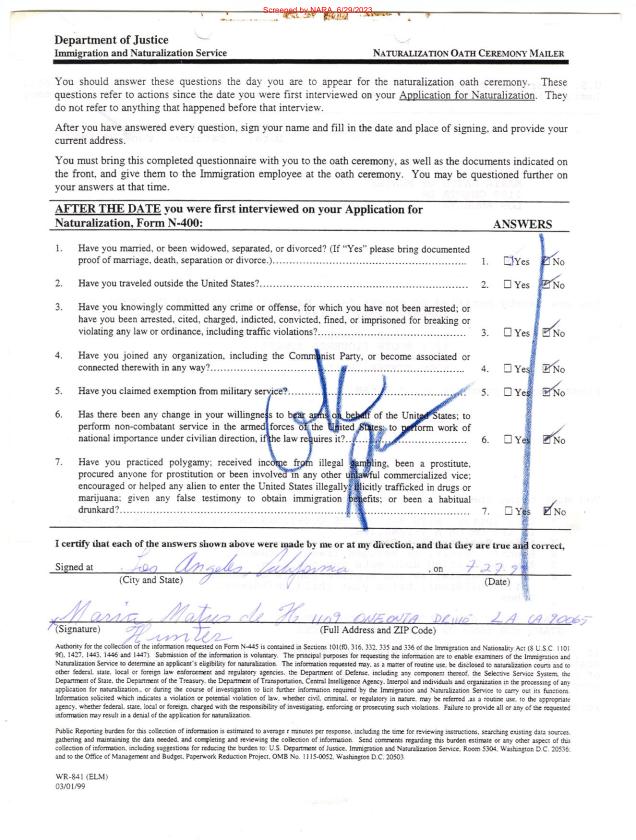 Screened by NARA, 6/29/2023
Department of Justice
Immigration and Naturalization Service NATURALIZATION OATH CEREMONY MAILER
You should answer these questions the day you are to appear for the naturalization oath ceremony. These
questions refer to actions since the date you were first interviewed on your Application for Naturalization. They
do not refer to anything that happened before that interview.
After you have answered every question, sign your name and fill in the date and place of signing, and provide your
current address.
You must bring this completed questionnaire with you to the oath ceremony, as well as the documents indicated on
the front, and give them to the Immigration employee at the oath ceremony. You may be questioned further on
your answers at that time.
AFTER THE DATE you were first interviewed on your Application for
Naturalization, Form N-400: ANSWERS
1. Have you married, or been widowed, separated, or divorced? (If "Yes" please bring documented
proof of marriage, death, separation or divorce.) 1. Yes No
2. Have you traveled outside the United States? 2. Yes No
3. Have you knowingly committed any crime or offense, for which you have not been arrested; or
have you been arrested, cited, charged, indicted, convicted, fined, or imprisoned for breaking or
violating any law or ordinance, including traffic violations? 3. Yes No
4. Have you joined any organization, including the Communist Party, or become associated or
connected therewith in any way? 4. Yes No
5. Have you claimed exemption from military service? 5. Yes No
6. Has there been any change in your willingness to bear arms on behalf of the United States; to
perform non-combatant service in the armed forces of the United States; to perform work of
national importance under civilian direction, if the law requires it? 6. Yes No
7. Have you practiced polygamy; received income from illegal gambling, been a prostitute,
procured anyone for prostitution or been involved in any other unlawful commercialized vice;
encouraged or helped any alien to enter the United States illegally; illicitly trafficked in drugs or
marijuana; given any false testimony to obtain immigration benefits; or been a habitual
drunkard? 7. Yes No
I certify that each of the answers shown above were made by me or at my direction, and that they are true and correct,
Signed at Los Angeles, California , on 7-27-9
(City and State) (Date)
Maria Matus de H 1109 ONEONTA DRIVE LA CA 90065
(Signature) Hunter (Full Address and ZIP Code)
Authority for the collection of the information requested on Form N-445 is contained in Sections 101(f0, 316, 332, 335 and 336 of the Immigration and Nationality Act (8 U.S.C. 1101
9f), 1427, 1443, 1446 and 1447). Submission of the information is voluntary. The principal purposes for requesting the information are to enable examiners of the Immigration and
Naturalization Service to determine an applicant's eligibility for naturalization. The information requested may, as a matter of routine use, be disclosed to naturalization courts and to
other federal, state, local or foreign law enforcement and regulatory agencies, the Department of Defense, including any component thereof, the Selective Service System, the
Department of State, the Department of the Treasury, the Department of Transportation, Central Intelligence Agency, Interpol and individuals and organization in the processing of any
application for naturalization., or during the course of investigation to licit further information required by the Immigration and Naturalization Service to carry out its functions.
Information solicited which indicates a violation or potential violation of law, whether civil, criminal, or regulatory in nature, may be referred ,as a routine use, to the appropriate
agency, whether federal, state, local or foreign, charged with the responsibility of investigating, enforcing or prosecuting such violations. Failure to provide all or any of the requested
information may result in a denial of the application for naturalization.
Public Reporting burden for this collection of information is estimated to average r minutes per response, including the time for reviewing instructions, searching existing data sources,
gathering and maintaining the data needed, and completing and reviewing the collection of information. Send comments regarding this burden estimate or any other aspect of this
collection of information, including suggestions for reducing the burden to: U.S. Department of Justice, Immigration and Naturalization Service, Room 5304, Washington D.C. 20536;
and to the Office of Management and Budget, Paperwork Reduction Project, OMB No. 1115-0052, Washington D.C. 20503.
WR-841 (ELM)
03/01/99